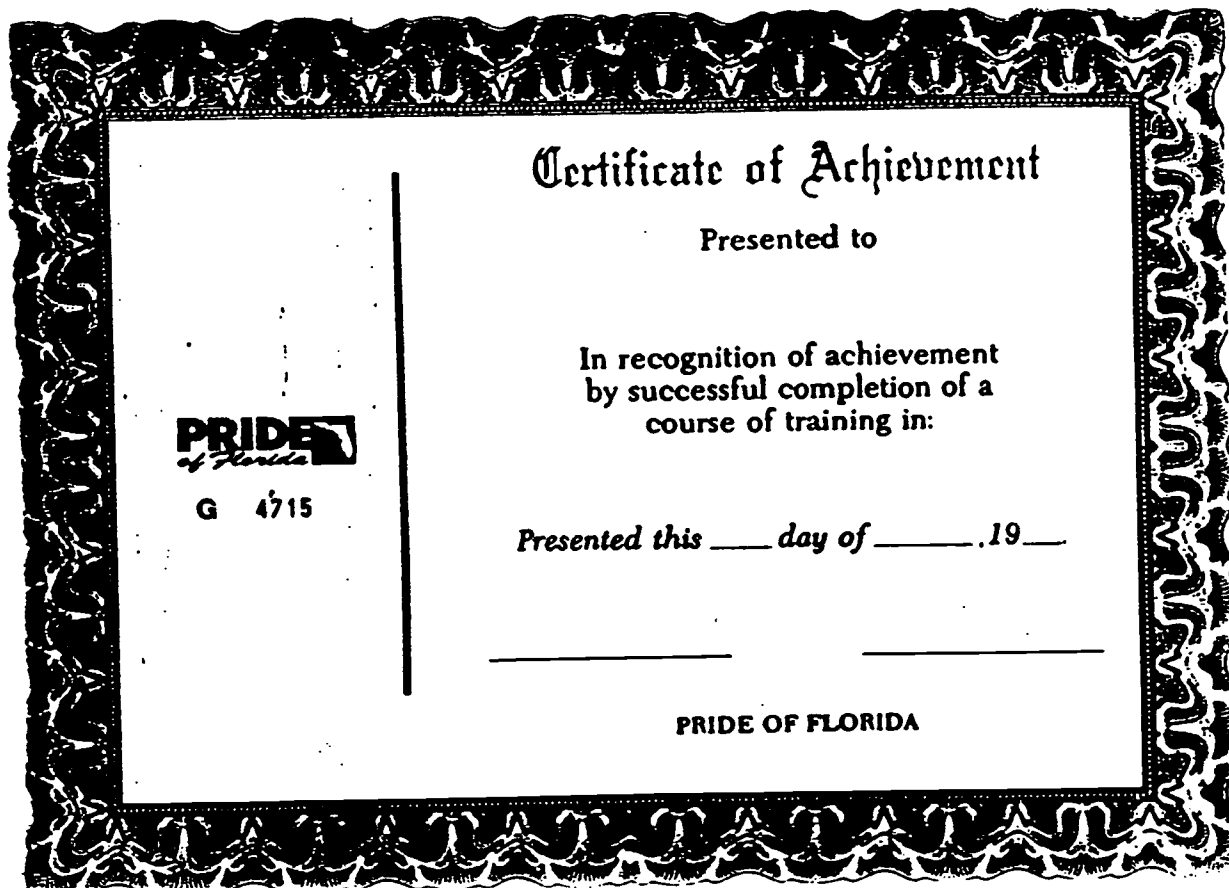 Certificate of Achievement
Presented to
In recognition of achievement
by successful completion of a
course of training in:
Presented this ____ day of ______ .19___
PRIDE OF FLORIDA
PRIDE
of Florida
G 4715